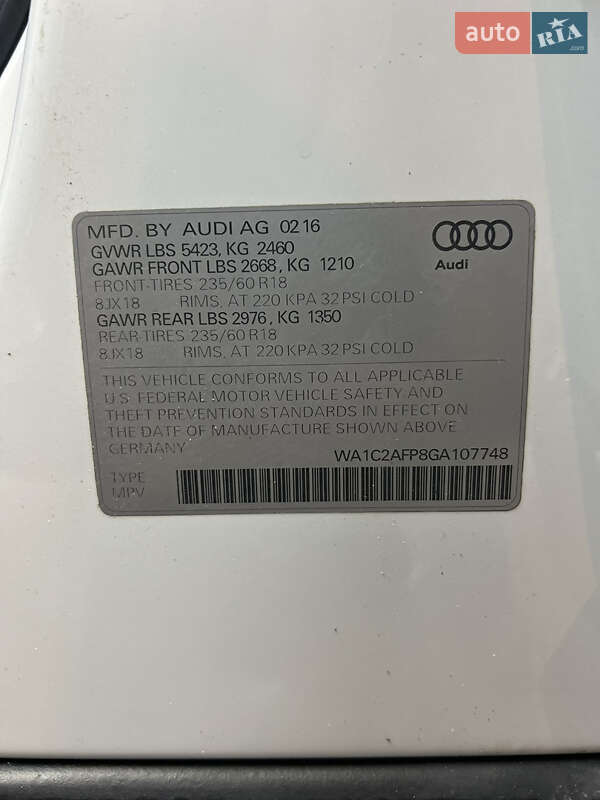 auto RIA.com
MFD. BY AUDI AG 02 16
GVWR LBS 5423, KG 2460
GAWR FRONT LBS 2668, KG 1210
FRONT-TIRES 235/60 R18
8JX18 RIMS, AT 220 KPA 32 PSI COLD
GAWR REAR LBS 2976, KG 1350
REAR-TIRES 235/60 R18
8JX18 RIMS, AT 220 KPA 32 PSI COLD
Audi
THIS VEHICLE CONFORMS TO ALL APPLICABLE
U.S. FEDERAL MOTOR VEHICLE SAFETY AND
THEFT PREVENTION STANDARDS IN EFFECT ON
THE DATE OF MANUFACTURE SHOWN ABOVE
GERMANY WA1C2AFP8GA107748
TYPE
MPV